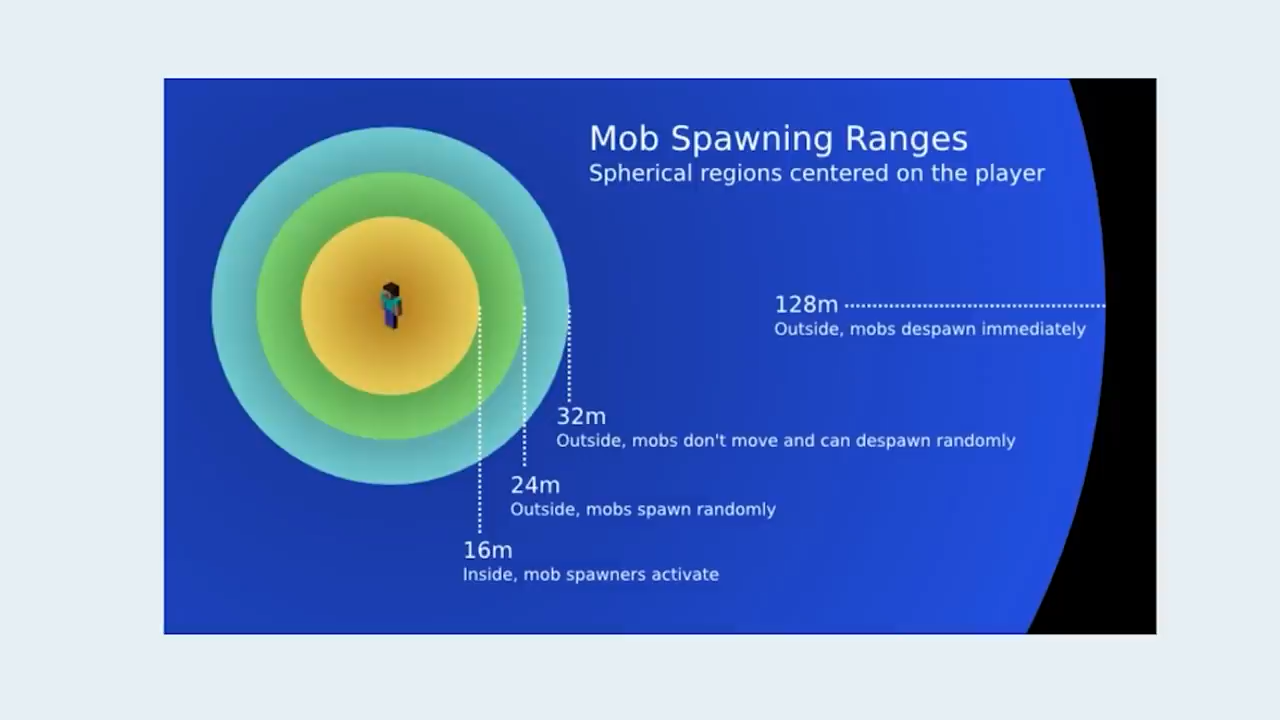 Mob Spawning Ranges
Spherical regions centered on the player
128m
Outside, mobs despawn immediately
32m
Outside, mobs don't move and can despawn randomly
24m
Outside, mobs spawn randomly
16m
Inside, mob spawners activate